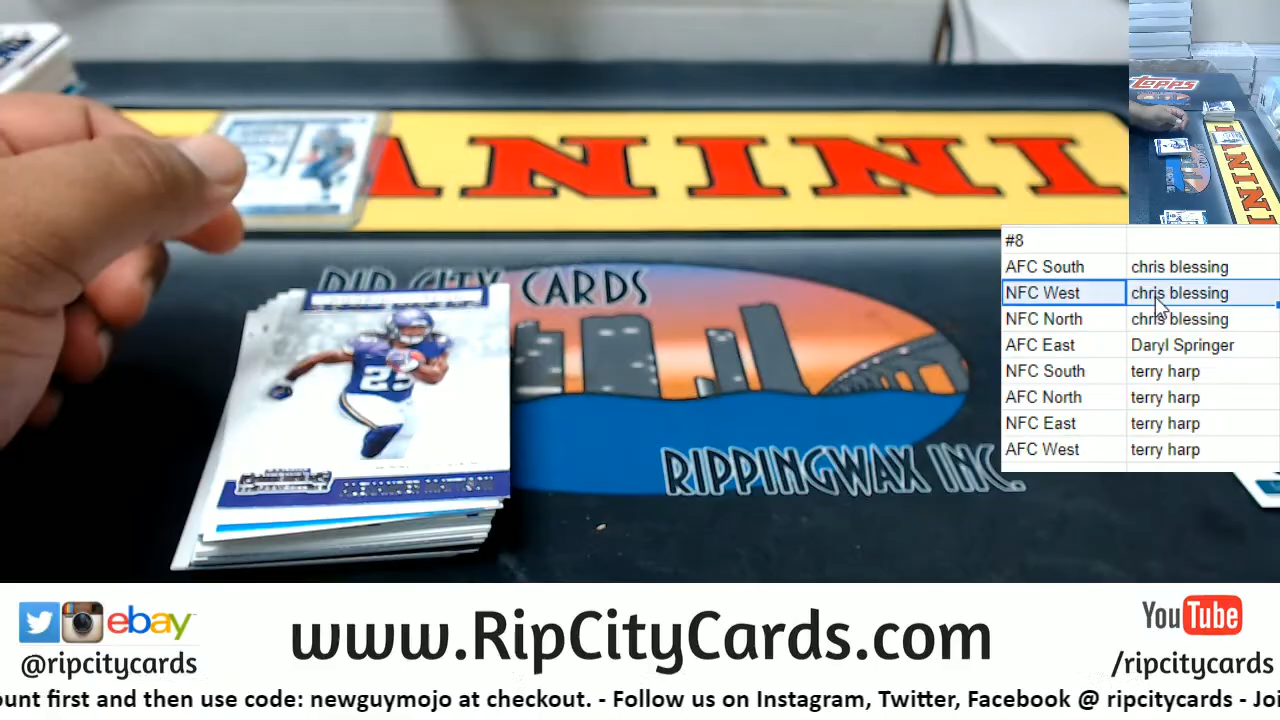 TOPPS
PANINI
ANINI
RIP CITY CARDS
RIPPINGWAX INC.
25
#8
AFC South chris blessing
NFC West chris blessing
NFC North chris blessing
AFC East Daryl Springer
NFC South terry harp
AFC North terry harp
NFC East terry harp
AFC West terry harp
ebay
@ripcitycards
www.RipCityCards.com
YouTube
/ripcitycards
ount first and then use code: newguymojo at checkout. - Follow us on Instagram, Twitter, Facebook @ ripcitycards - Joi